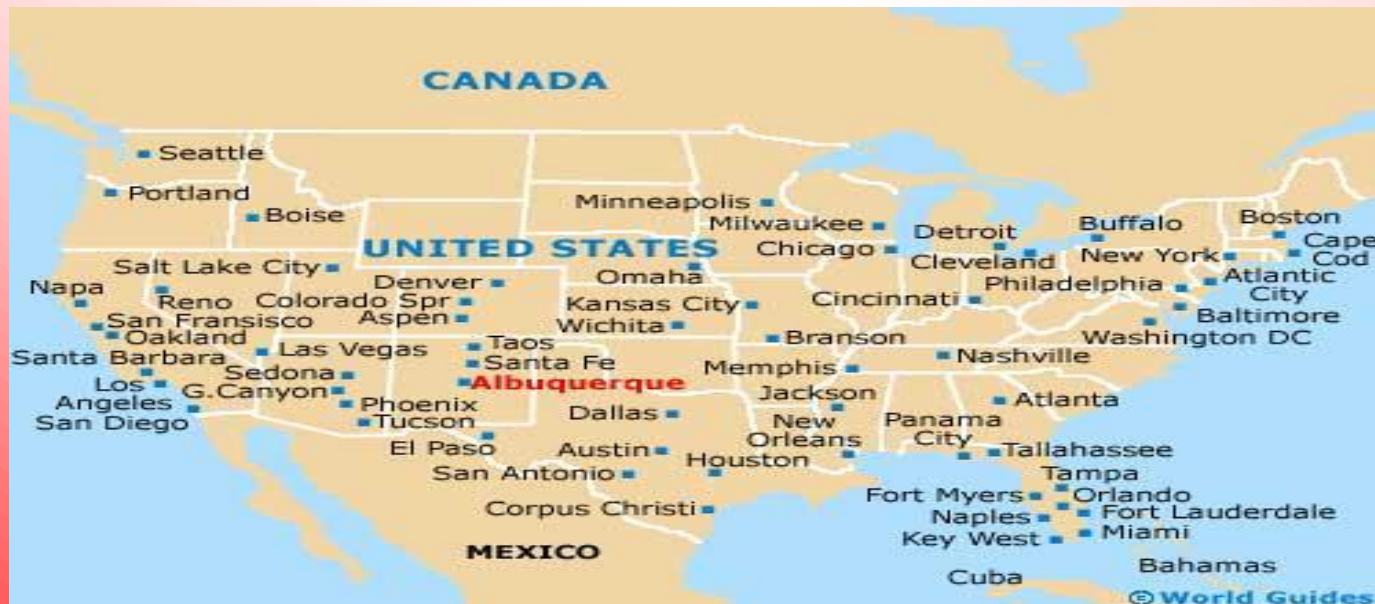 CANADA
Seattle
Portland
Boise
Minneapolis
Milwaukee
Chicago
Detroit
Buffalo
Boston
UNITED STATES
Cleveland
New York
Cape
Cod
Salt Lake City
Omaha
Napa
Reno
Denver
Colorado Spr
Aspen
Kansas City
Cincinnati
Philadelphia
Atlantic
City
San Fransisco
Oakland
Wichita
Baltimore
Washington DC
Santa Barbara
Las Vegas
Taos
Branson
Nashville
Los
Angeles
Sedona
Santa Fe
Memphis
G.Canyon
Albuquerque
Jackson
Atlanta
San Diego
Phoenix
Tucson
Dallas
New
Orleans
Panama
City
El Paso
Austin
Houston
Tallahassee
San Antonio
Tampa
Corpus Christi
Fort Myers
Orlando
Naples
Fort Lauderdale
Key West
Miami
MEXICO
Cuba
Bahamas
© World Guides